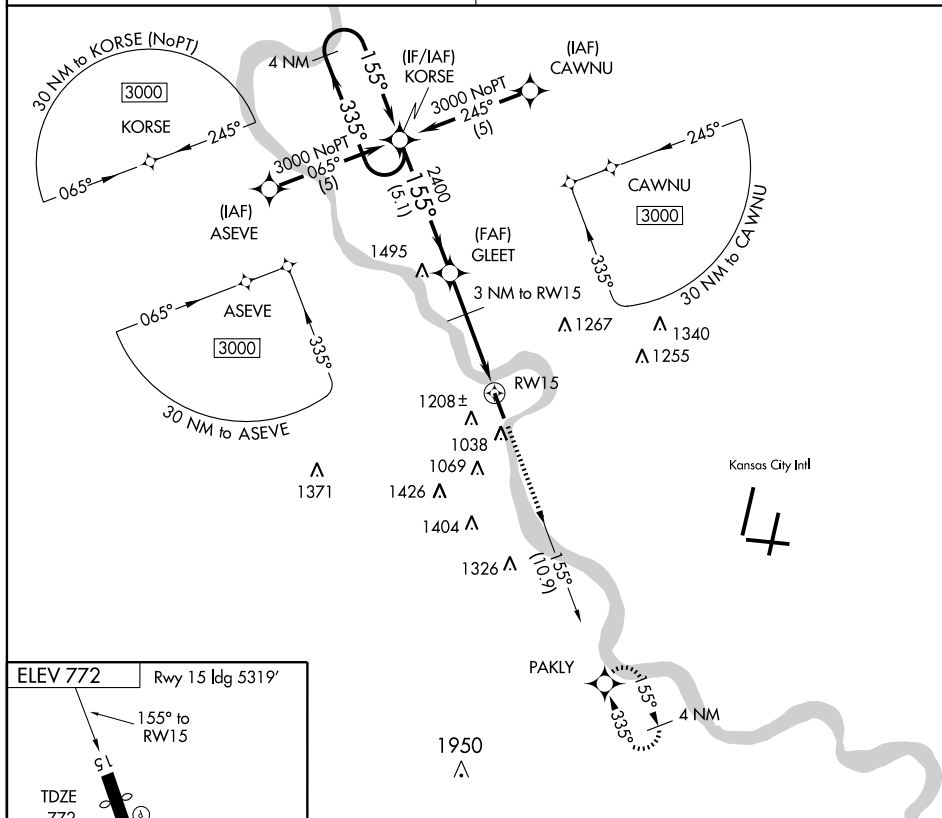 30 NM to KORSE (NoPT)
3000
KORSE
065°
245°
4 NM
155°
335°
(IF/IAF)
KORSE
(IAF)
CAWNU
3000 NoPT
245°
(5)
3000 NoPT
065°
(5)
(IAF)
ASEVE
2400
155°
(5.1)
245°
CAWNU
3000
335°
30 NM to CAWNU
(FAF)
GLEET
1495
3 NM to RW15
065°
ASEVE
3000
335°
30 NM to ASEVE
1267
1340
1255
RW15
1208±
1038
1069
1371
1426
1404
1326
Kansas City Intl
155°
(10.9)
PAKLY
155°
335°
4 NM
1950
ELEV 772
Rwy 15 ldg 5319'
155° to
RW15
15
TDZE
772
P